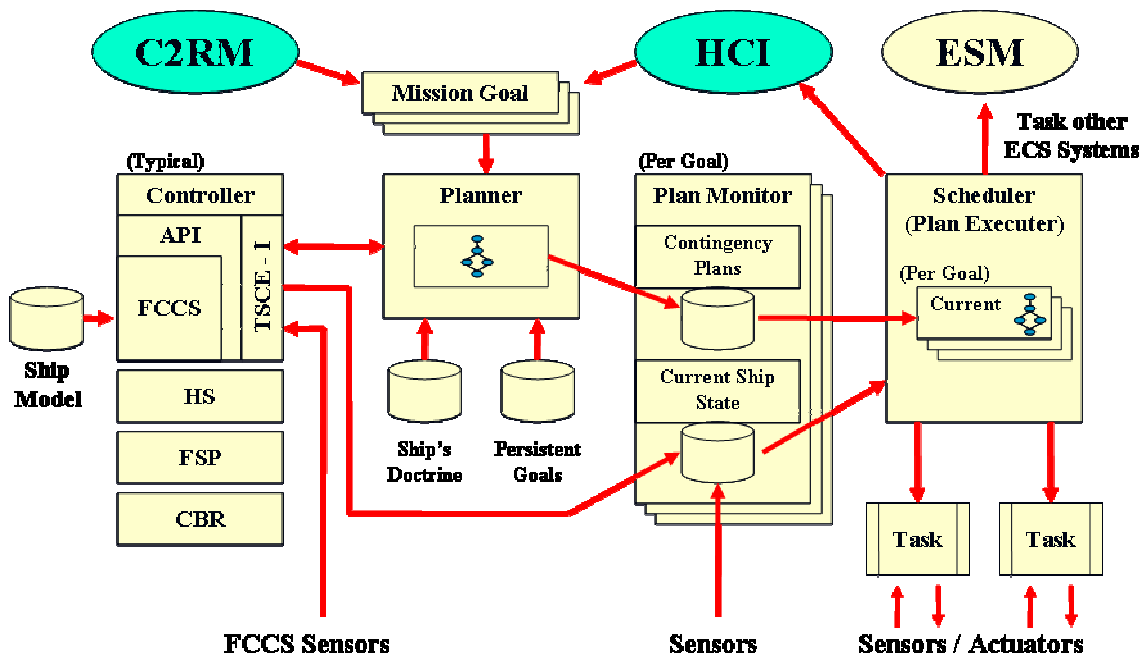 C2RM
HCI
ESM
Mission Goal
Task other
ECS Systems
(Typical)
Controller
API
FCCS
TSCE - I
Ship
Model
HS
FSP
CBR
Planner
Ship's
Doctrine
Persistent
Goals
(Per Goal)
Plan Monitor
Contingency
Plans
Current Ship
State
Scheduler
(Plan Executer)
(Per Goal)
Current
Task
Task
FCCS Sensors
Sensors
Sensors / Actuators